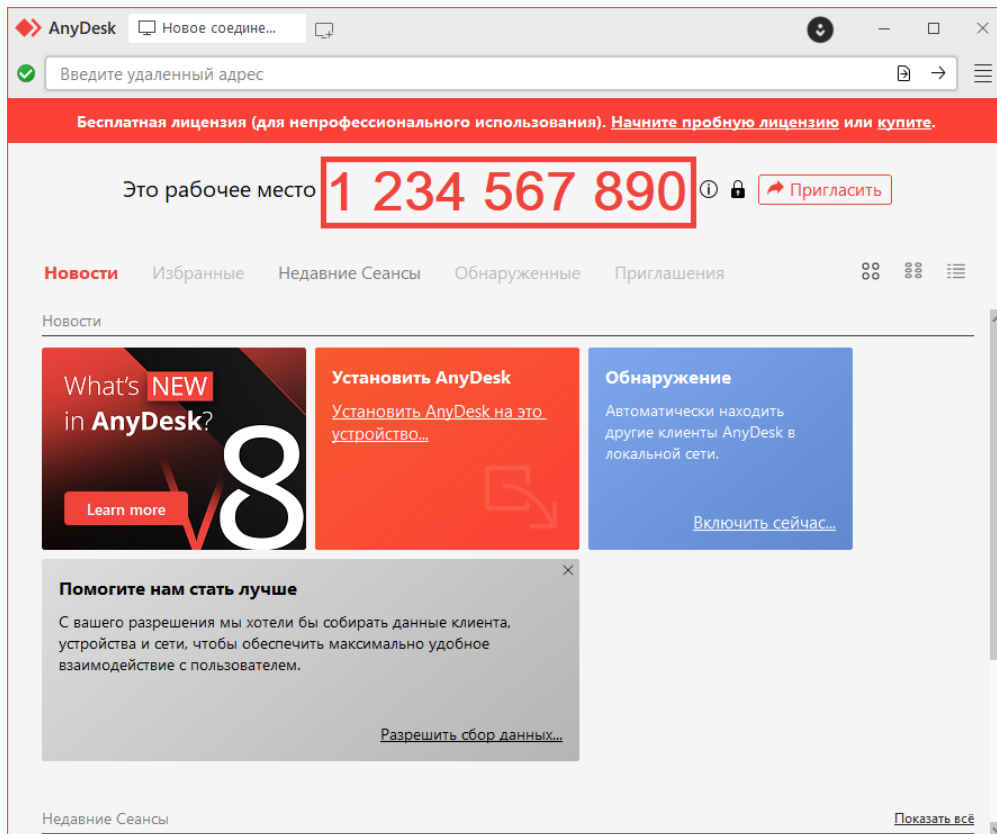 AnyDesk Новое соедине...
Введите удаленный адрес
Бесплатная лицензия (для непрофессионального использования). Начните пробную лицензию или купите.
Это рабочее место 1 234 567 890 Пригласить
Новости Избранные Недавние Сеансы Обнаруженные Приглашения
Новости
What's NEW
in AnyDesk?
V8
Learn more
Установить AnyDesk
Установить AnyDesk на это
устройство...
Обнаружение
Автоматически находить
другие клиенты AnyDesk в
локальной сети.
Включить сейчас...
Помогите нам стать лучше
С вашего разрешения мы хотели бы собирать данные клиента,
устройства и сети, чтобы обеспечить максимально удобное
взаимодействие с пользователем.
Разрешить сбор данных...
Недавние Сеансы Показать всё